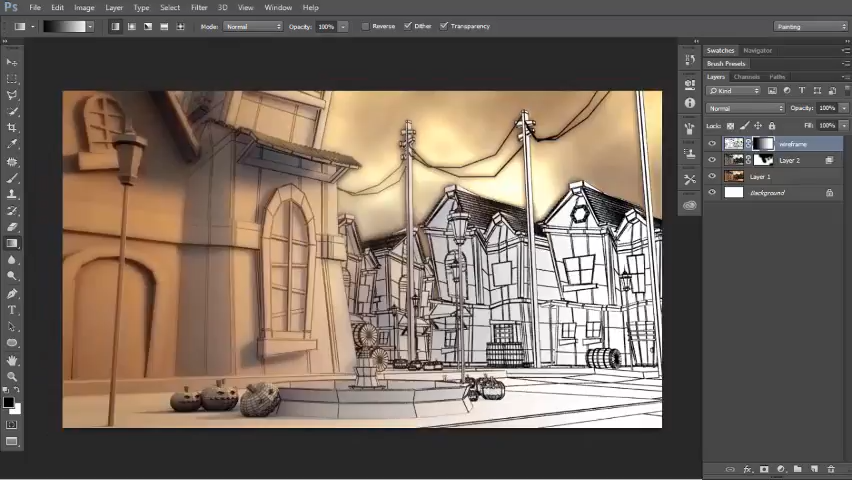 Ps File Edit Image Layer Type Select Filter 3D View Window Help
Mode: Normal Opacity: 100% Reverse Dither Transparency Painting
Swatches Navigator
Brush Presets
Layers Channels Paths
Kind
Normal Opacity: 100%
Lock: Fill: 100%
wireframe
Layer 2
Layer 1
Background